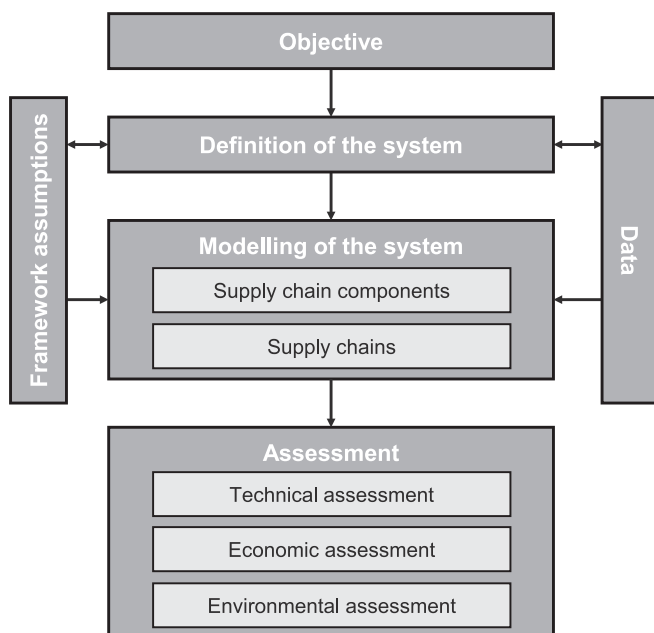 Objective
Framework assumptions
Definition of the system
Data
Modelling of the system
Supply chain components
Supply chains
Assessment
Technical assessment
Economic assessment
Environmental assessment